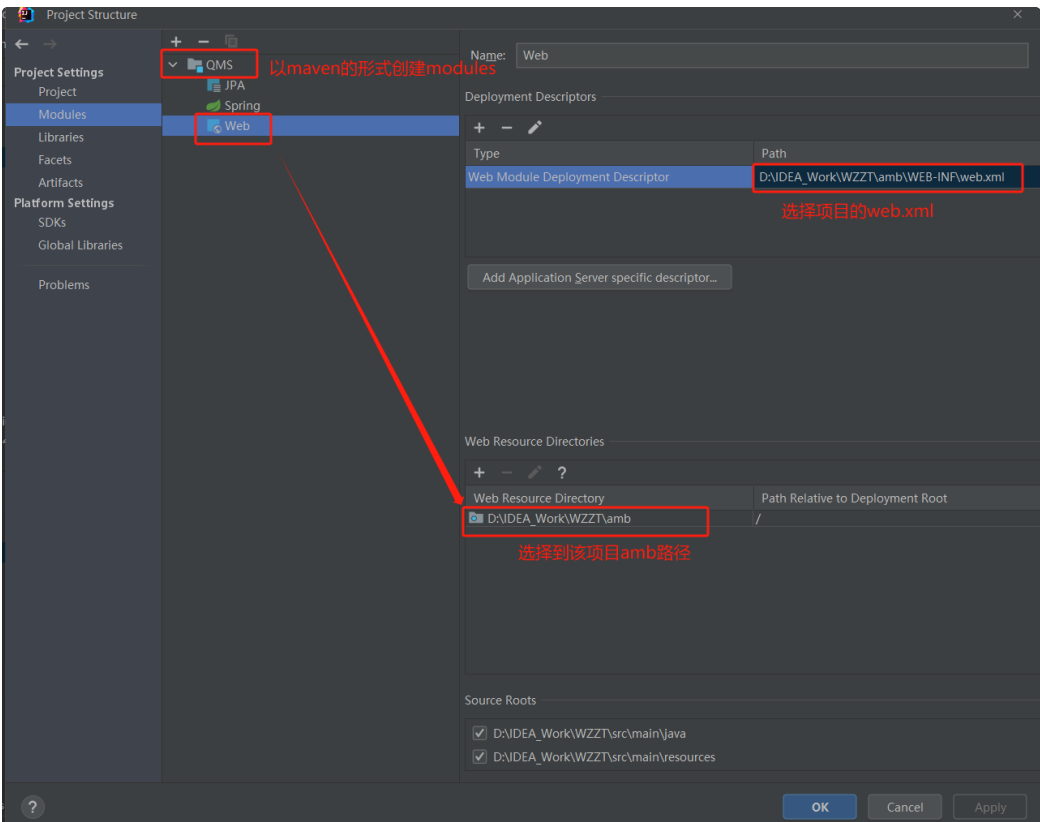 Project Structure
Project Settings
Project
Modules
Libraries
Facets
Artifacts
Platform Settings
SDKs
Global Libraries
Problems
QMS
以maven的形式创建modules
JPA
Spring
Web
Name: Web
Deployment Descriptors
Type Path
Web Module Deployment Descriptor D:\IDEA_Work\WZZT\amb\WEB-INF\web.xml
选择项目的web.xml
Add Application Server specific descriptor...
Web Resource Directories
Web Resource Directory Path Relative to Deployment Root
D:\IDEA_Work\WZZT\amb /
选择到该项目amb路径
Source Roots
D:\IDEA_Work\WZZT\src\main\java
D:\IDEA_Work\WZZT\src\main\resources
OK Cancel Apply